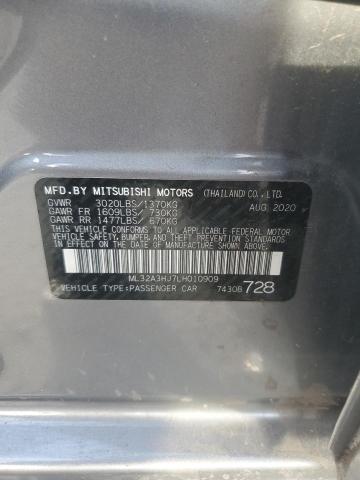 MFD.BY MITSUBISHI MOTORS (THAILAND) CO.,LTD.
GVWR 3020LBS/1370KG AUG.2020
GAWR FR 1609LBS/ 730KG
GAWR RR 1477LBS/ 670KG
THIS VEHICLE CONFORMS TO ALL APPLICABLE FEDERAL MOTOR
VEHICLE SAFETY, BUMPER AND THEFT PREVENTION STANDARDS
IN EFFECT ON THE DATE OF MANUFACTURE SHOWN ABOVE.
ML32A3HJ7LH010909
VEHICLE TYPE:PASSENGER CAR 7430B 728